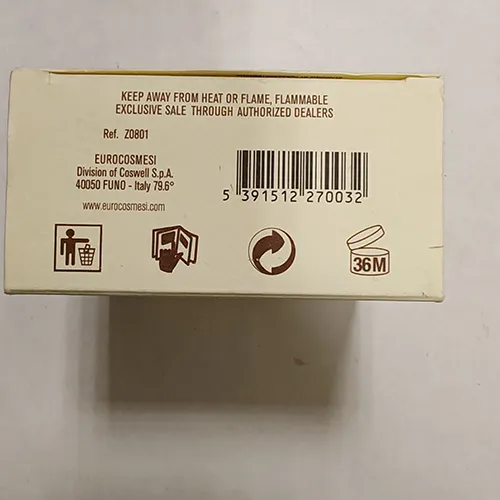 KEEP AWAY FROM HEAT OR FLAME, FLAMMABLE
EXCLUSIVE SALE THROUGH AUTHORIZED DEALERS
Ref. Z0801
EUROCOSMESI
Division of Coswell S.p.A.
40050 FUNO - Italy 79.6°
www.eurocosmesi.com
5 391512 270032
36M